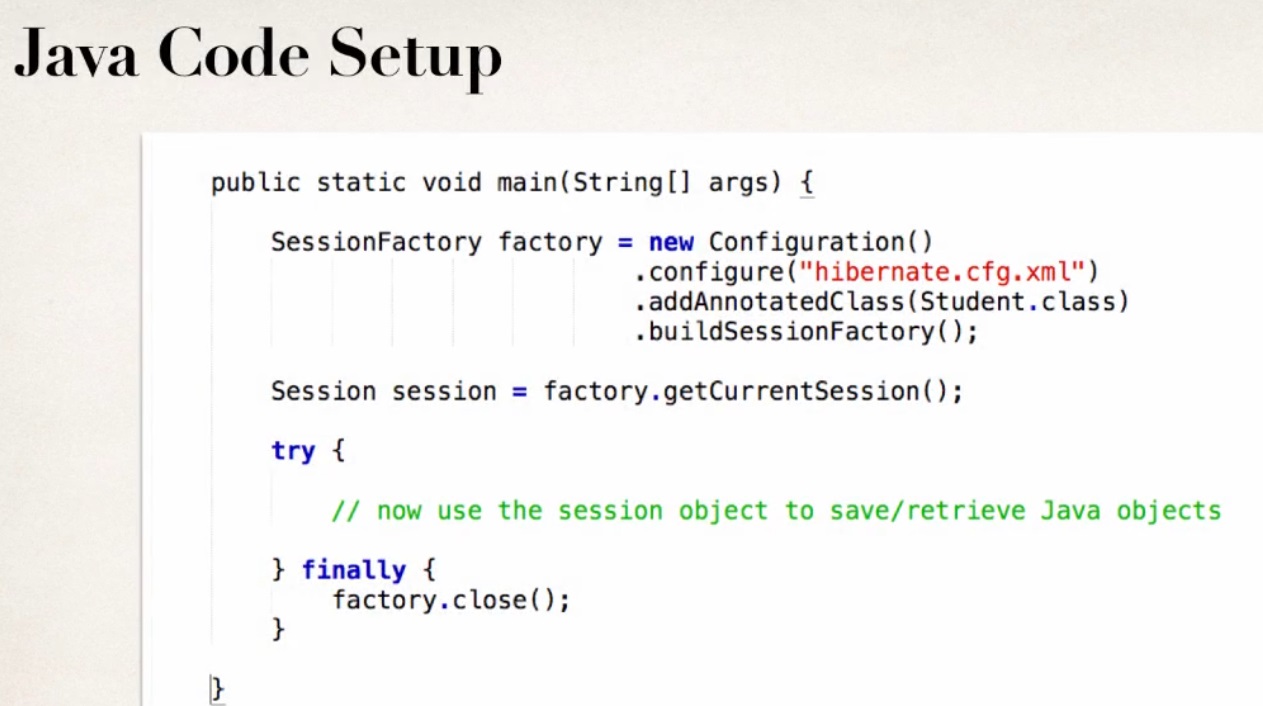 Java Code Setup
public static void main(String[] args) {
SessionFactory factory = new Configuration()
.configure("hibernate.cfg.xml")
.addAnnotatedClass(Student.class)
.buildSessionFactory();
Session session = factory.getCurrentSession();
try {
// now use the session object to save/retrieve Java objects
} finally {
factory.close();
}
}